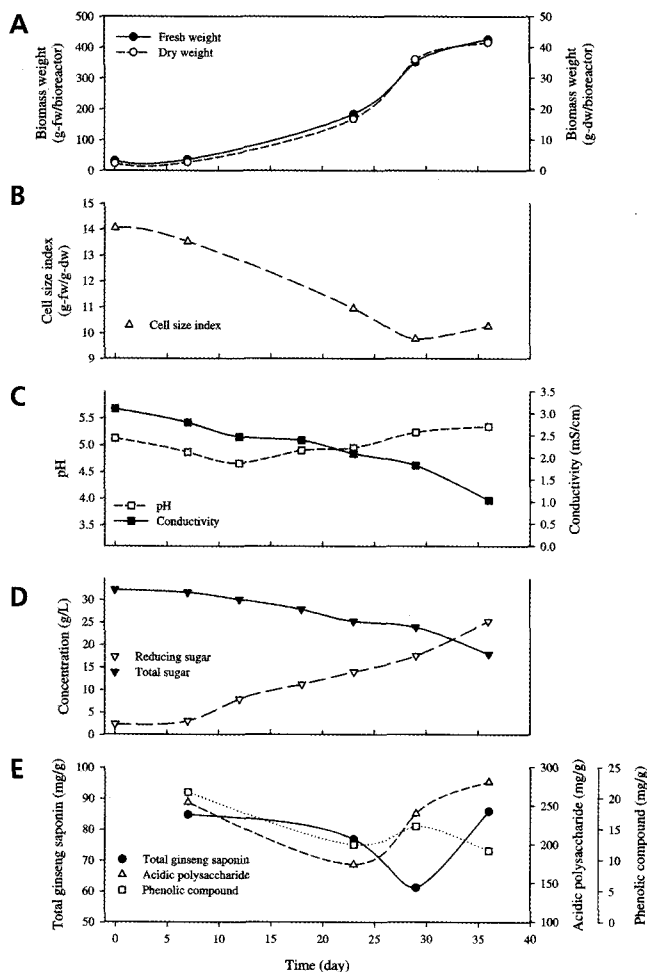 A
Biomass weight
(g-fw/bioreactor)
500
400
300
200
100
0
Fresh weight
Dry weight
50
40
30
20
10
0
Biomass weight
(g-dw/bioreactor)
B
Cell size index
(g-fw/g-dw)
15
14
13
12
11
10
9
Cell size index
C
pH
5.5
5.0
4.5
4.0
3.5
pH
Conductivity
3.5
3.0
2.5
2.0
1.5
1.0
0.5
0.0
Conductivity (mS/cm)
D
Concentration (g/L)
30
25
20
15
10
5
0
Reducing sugar
Total sugar
E
Total ginseng saponin (mg/g)
100
90
80
70
60
50
Total ginseng saponin
Acidic polysaccharide
Phenolic compound
300
250
200
150
100
Acidic polysaccharide (mg/g)
25
20
15
10
5
0
Phenolic compound (mg/g)
0 5 10 15 20 25 30 35 40
Time (day)